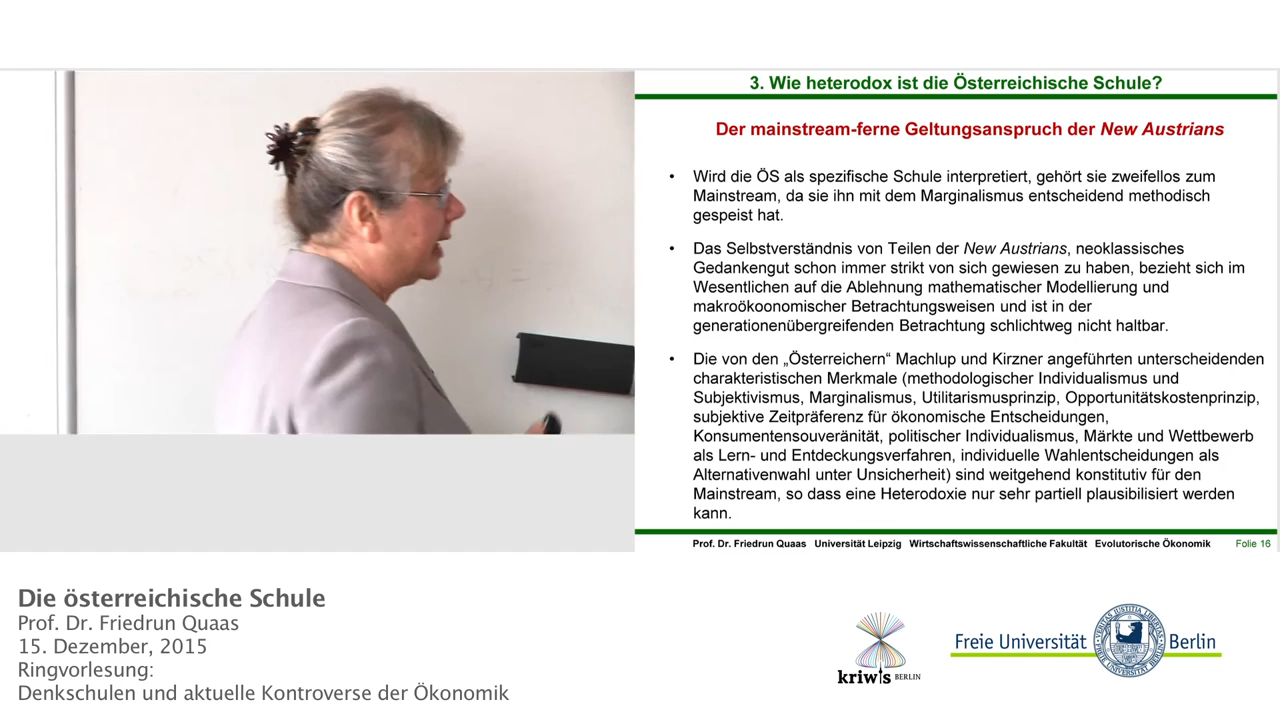 3. Wie heterodox ist die Österreichische Schule?
Der mainstream-ferne Geltungsanspruch der New Austrians
• Wird die ÖS als spezifische Schule interpretiert, gehört sie zweifellos zum
Mainstream, da sie ihn mit dem Marginalismus entscheidend methodisch
gespeist hat.
• Das Selbstverständnis von Teilen der New Austrians, neoklassisches
Gedankengut schon immer strikt von sich gewiesen zu haben, bezieht sich im
Wesentlichen auf die Ablehnung mathematischer Modellierung und
makroökoonomischer Betrachtungsweisen und ist in der
generationenübergreifenden Betrachtung schlichtweg nicht haltbar.
• Die von den „Österreichern“ Machlup und Kirzner angeführten unterscheidenden
charakteristischen Merkmale (methodologischer Individualismus und
Subjektivismus, Marginalismus, Utilitarismusprinzip, Opportunitätskostenprinzip,
subjektive Zeitpräferenz für ökonomische Entscheidungen,
Konsumentensouveränität, politischer Individualismus, Märkte und Wettbewerb
als Lern- und Entdeckungsverfahren, individuelle Wahlentscheidungen als
Alternativenwahl unter Unsicherheit) sind weitgehend konstitutiv für den
Mainstream, so dass eine Heterodoxie nur sehr partiell plausibilisiert werden
kann.
Prof. Dr. Friedrun Quaas Universität Leipzig Wirtschaftswissenschaftliche Fakultät Evolutorische Ökonomik Folie 16
Die österreichische Schule
Prof. Dr. Friedrun Quaas
15. Dezember, 2015
Ringvorlesung:
Denkschulen und aktuelle Kontroverse der Ökonomik
kriwis BERLIN
Freie Universität Berlin